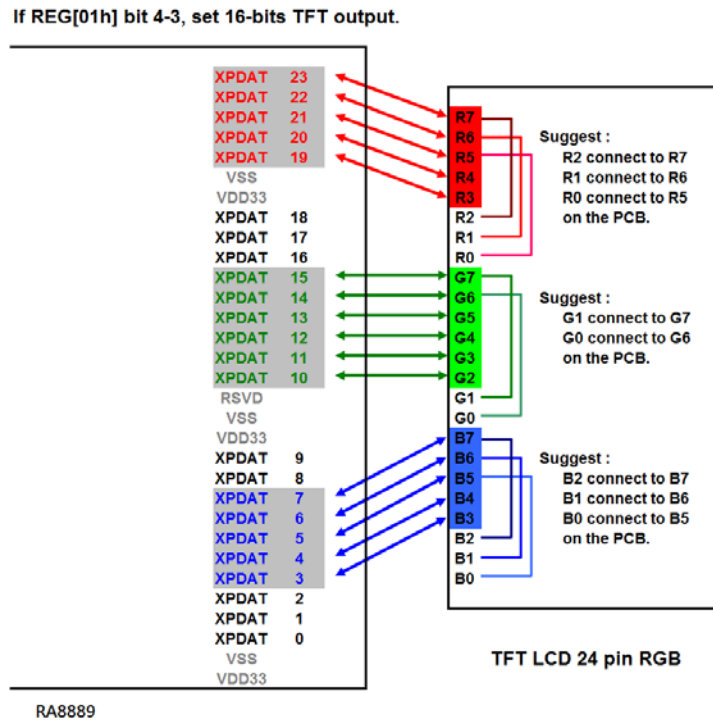 If REG[01h] bit 4-3, set 16-bits TFT output.
XPDAT 23
XPDAT 22
XPDAT 21
XPDAT 20
XPDAT 19
VSS
VDD33
XPDAT 18
XPDAT 17
XPDAT 16
XPDAT 15
XPDAT 14
XPDAT 13
XPDAT 12
XPDAT 11
XPDAT 10
RSVD
VSS
VDD33
XPDAT 9
XPDAT 8
XPDAT 7
XPDAT 6
XPDAT 5
XPDAT 4
XPDAT 3
XPDAT 2
XPDAT 1
XPDAT 0
VSS
VDD33
RA8889
R7
R6
R5
R4
R3
R2
R1
R0
G7
G6
G5
G4
G3
G2
G1
G0
B7
B6
B5
B4
B3
B2
B1
B0
Suggest :
R2 connect to R7
R1 connect to R6
R0 connect to R5
on the PCB.
Suggest :
G1 connect to G7
G0 connect to G6
on the PCB.
Suggest :
B2 connect to B7
B1 connect to B6
B0 connect to B5
on the PCB.
TFT LCD 24 pin RGB